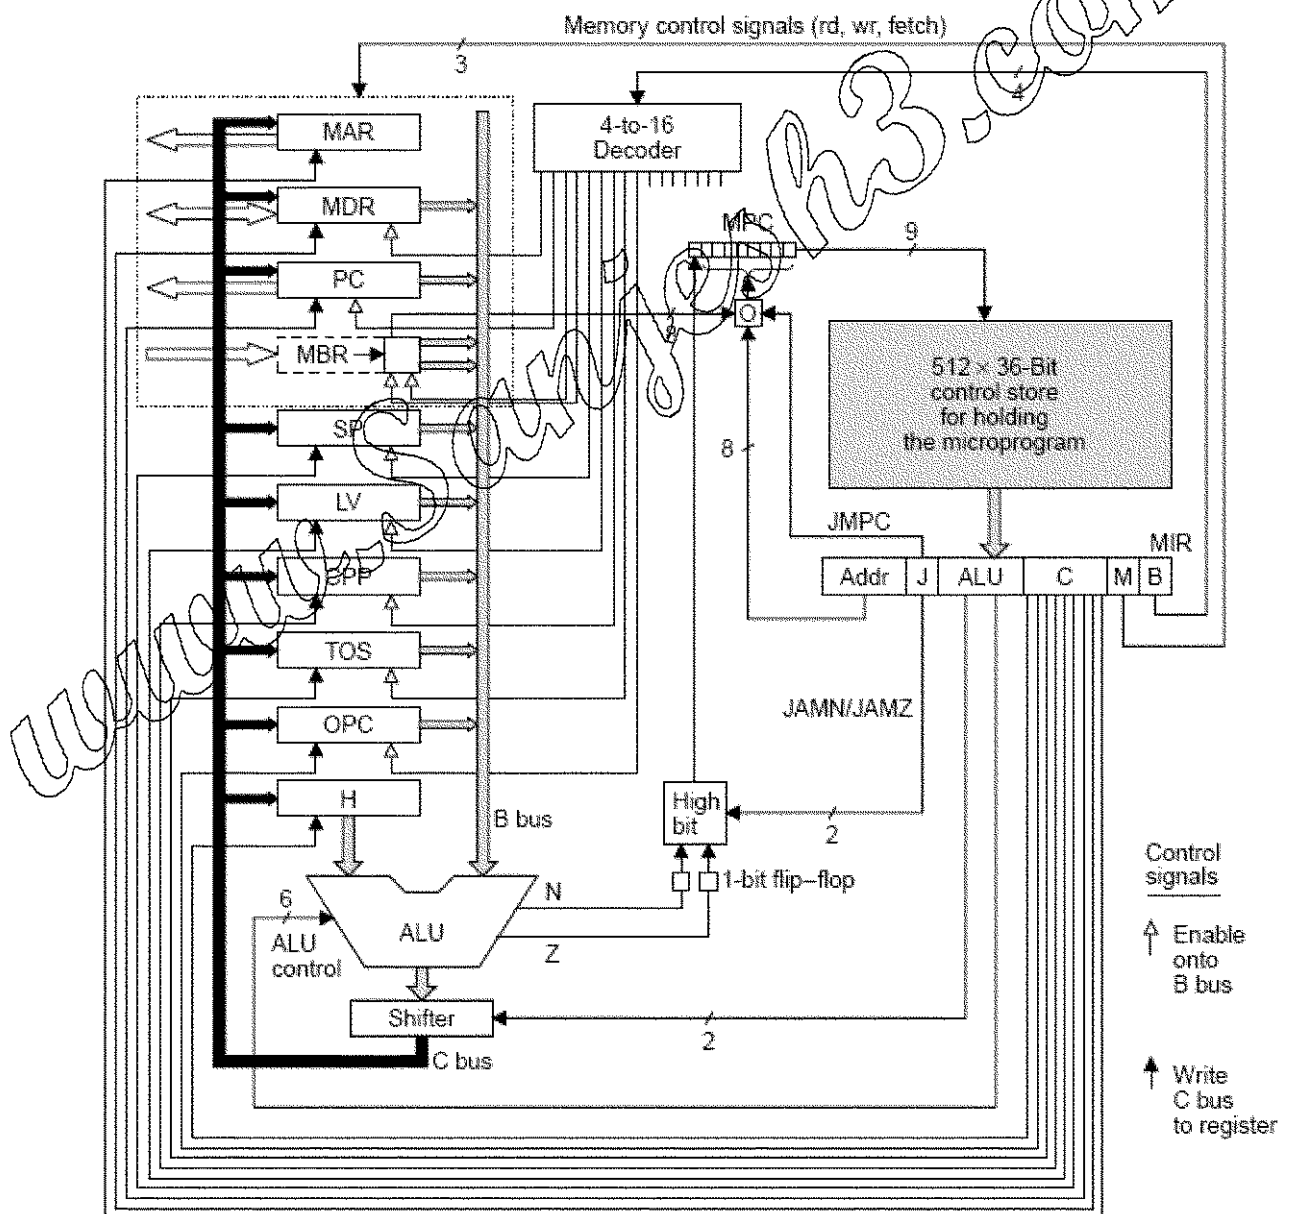 Memory control signals (rd, wr, fetch)
3
4
4-to-16
Decoder
MAR
MDR
MPC
9
PC
8
O
MBR
512 × 36-Bit
control store
for holding
the microprogram
SP
8
LV
JMPC
MIR
Addr
J
ALU
C
M
B
CPP
TOS
JAMN/JAMZ
OPC
H
High
bit
2
B bus
Control
signals
1-bit flip–flop
N
6
ALU
Z
ALU
control
Enable
onto
B bus
Shifter
2
C bus
Write
C bus
to register